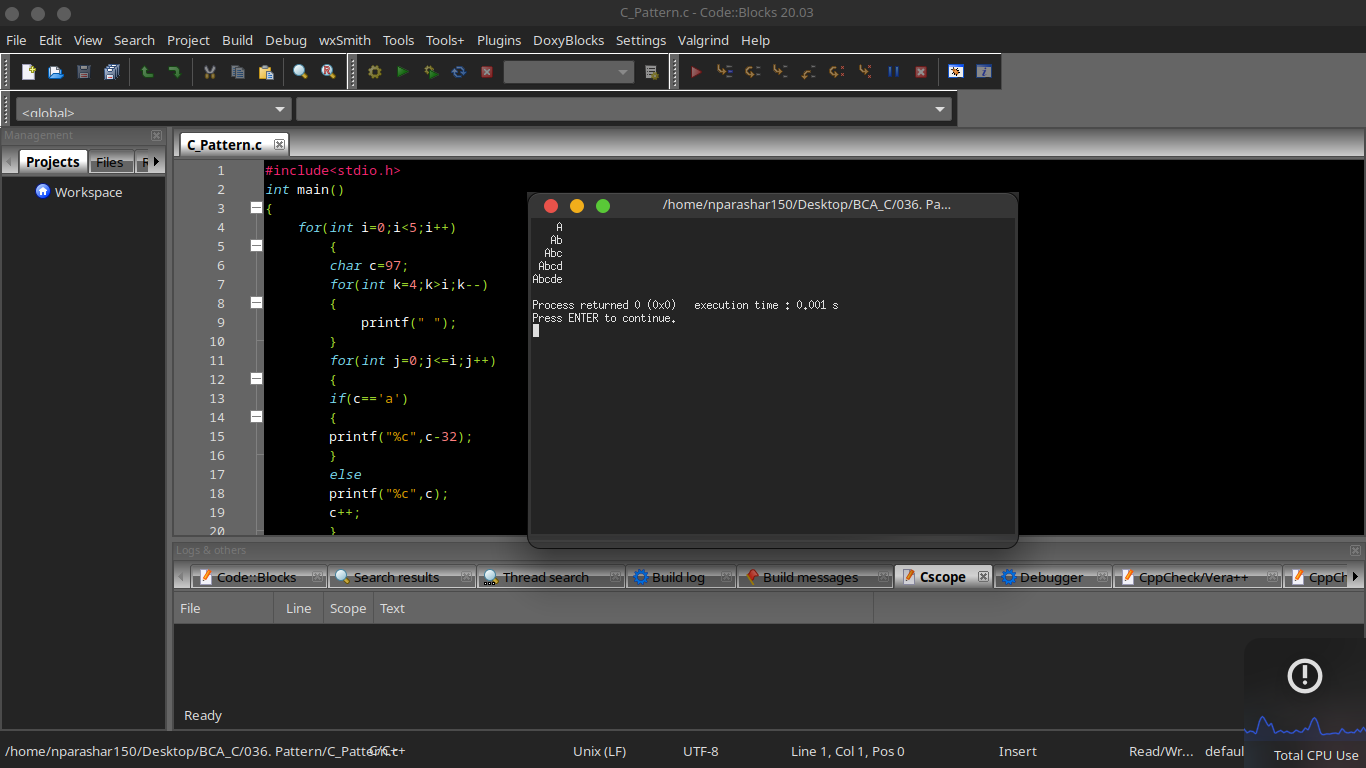 C_Pattern.c - Code::Blocks 20.03
File Edit View Search Project Build Debug wxSmith Tools Tools+ Plugins DoxyBlocks Settings Valgrind Help
<global>
Management
Projects Files
Workspace
C_Pattern.c
1 #include<stdio.h>
2 int main()
3 {
4 for(int i=0;i<5;i++)
5 {
6 char c=97;
7 for(int k=4;k>i;k--)
8 {
9 printf(" ");
10 }
11 for(int j=0;j<=i;j++)
12 {
13 if(c=='a')
14 {
15 printf("%c",c-32);
16 }
17 else
18 printf("%c",c);
19 c++;
20 }
/home/nparashar150/Desktop/BCA_C/036. Pa...
A
Ab
Abc
Abcd
Abcde
Process returned 0 (0x0) execution time : 0.001 s
Press ENTER to continue.
Logs & others
Code::Blocks Search results Thread search Build log Build messages Cscope Debugger CppCheck/Vera++ CppCh
File Line Scope Text
Ready
/home/nparashar150/Desktop/BCA_C/036. Pattern/C_Pattern.c C/C++ Unix (LF) UTF-8 Line 1, Col 1, Pos 0 Insert Read/Wr... defaul
Total CPU Use